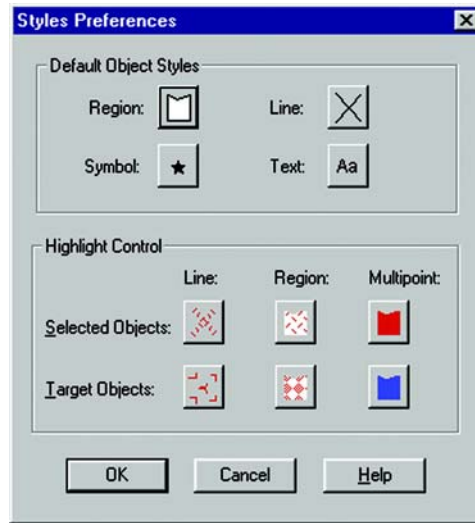 Styles Preferences
Default Object Styles
Region: Line:
Symbol: Text: Aa
Highlight Control
Line: Region: Multipoint:
Selected Objects:
Target Objects:
OK Cancel Help